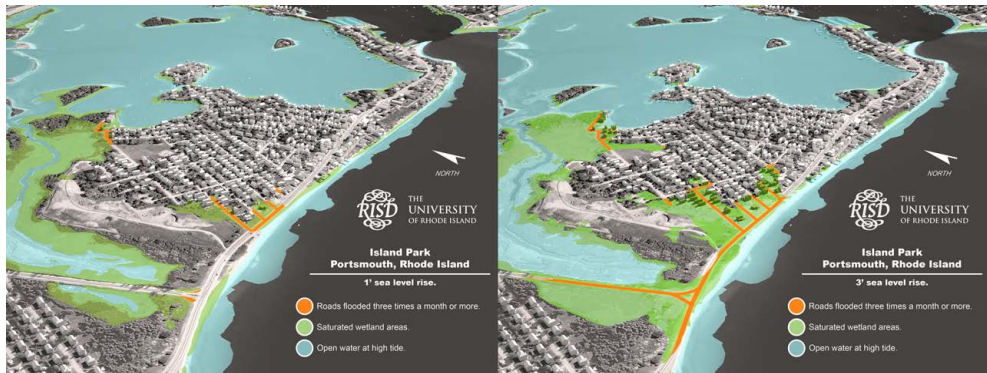 NORTH
RISD
THE
UNIVERSITY
OF RHODE ISLAND
Island Park
Portsmouth, Rhode Island
1' sea level rise.
Roads flooded three times a month or more.
Saturated wetland areas.
Open water at high tide.
NORTH
RISD
THE
UNIVERSITY
OF RHODE ISLAND
Island Park
Portsmouth, Rhode Island
3' sea level rise.
Roads flooded three times a month or more.
Saturated wetland areas.
Open water at high tide.